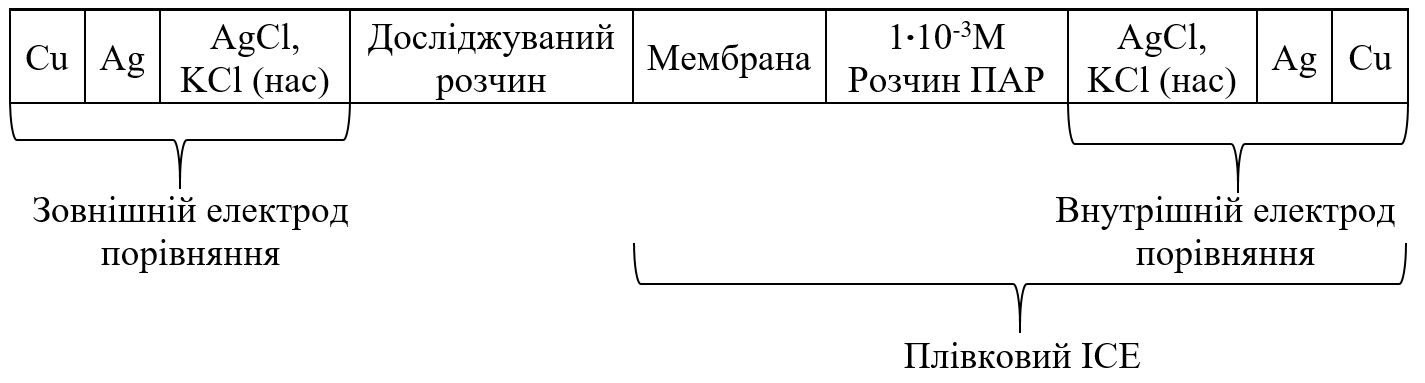 Cu Ag AgCl, KCl (нас) Досліджуваний розчин Мембрана 1·10-³М Розчин ПАР AgCl, KCl (нас) Ag Cu
Зовнішній електрод
порівняння
Внутрішній електрод
порівняння
Плівковий ІСЕ